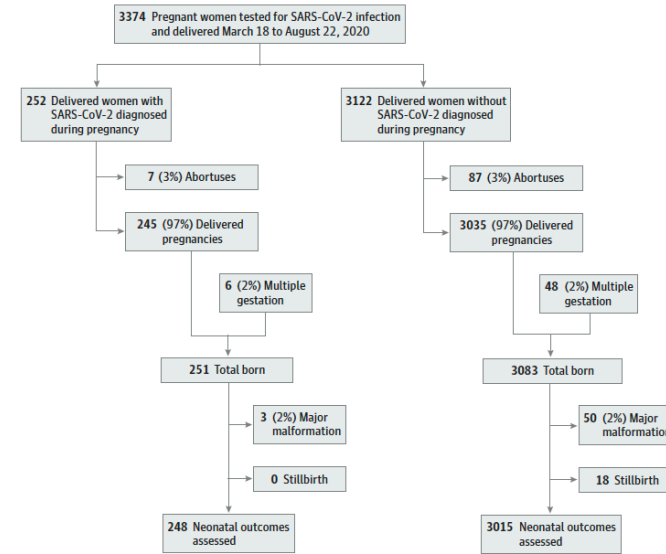 3374 Pregnant women tested for SARS-CoV-2 infection
and delivered March 18 to August 22, 2020
252 Delivered women with
SARS-CoV-2 diagnosed
during pregnancy
3122 Delivered women without
SARS-CoV-2 diagnosed
during pregnancy
7 (3%) Abortuses
87 (3%) Abortuses
245 (97%) Delivered
pregnancies
3035 (97%) Delivered
pregnancies
6 (2%) Multiple
gestation
48 (2%) Multiple
gestation
251 Total born
3083 Total born
3 (2%) Major
malformation
50 (2%) Major
malformation
0 Stillbirth
18 Stillbirth
248 Neonatal outcomes
assessed
3015 Neonatal outcomes
assessed